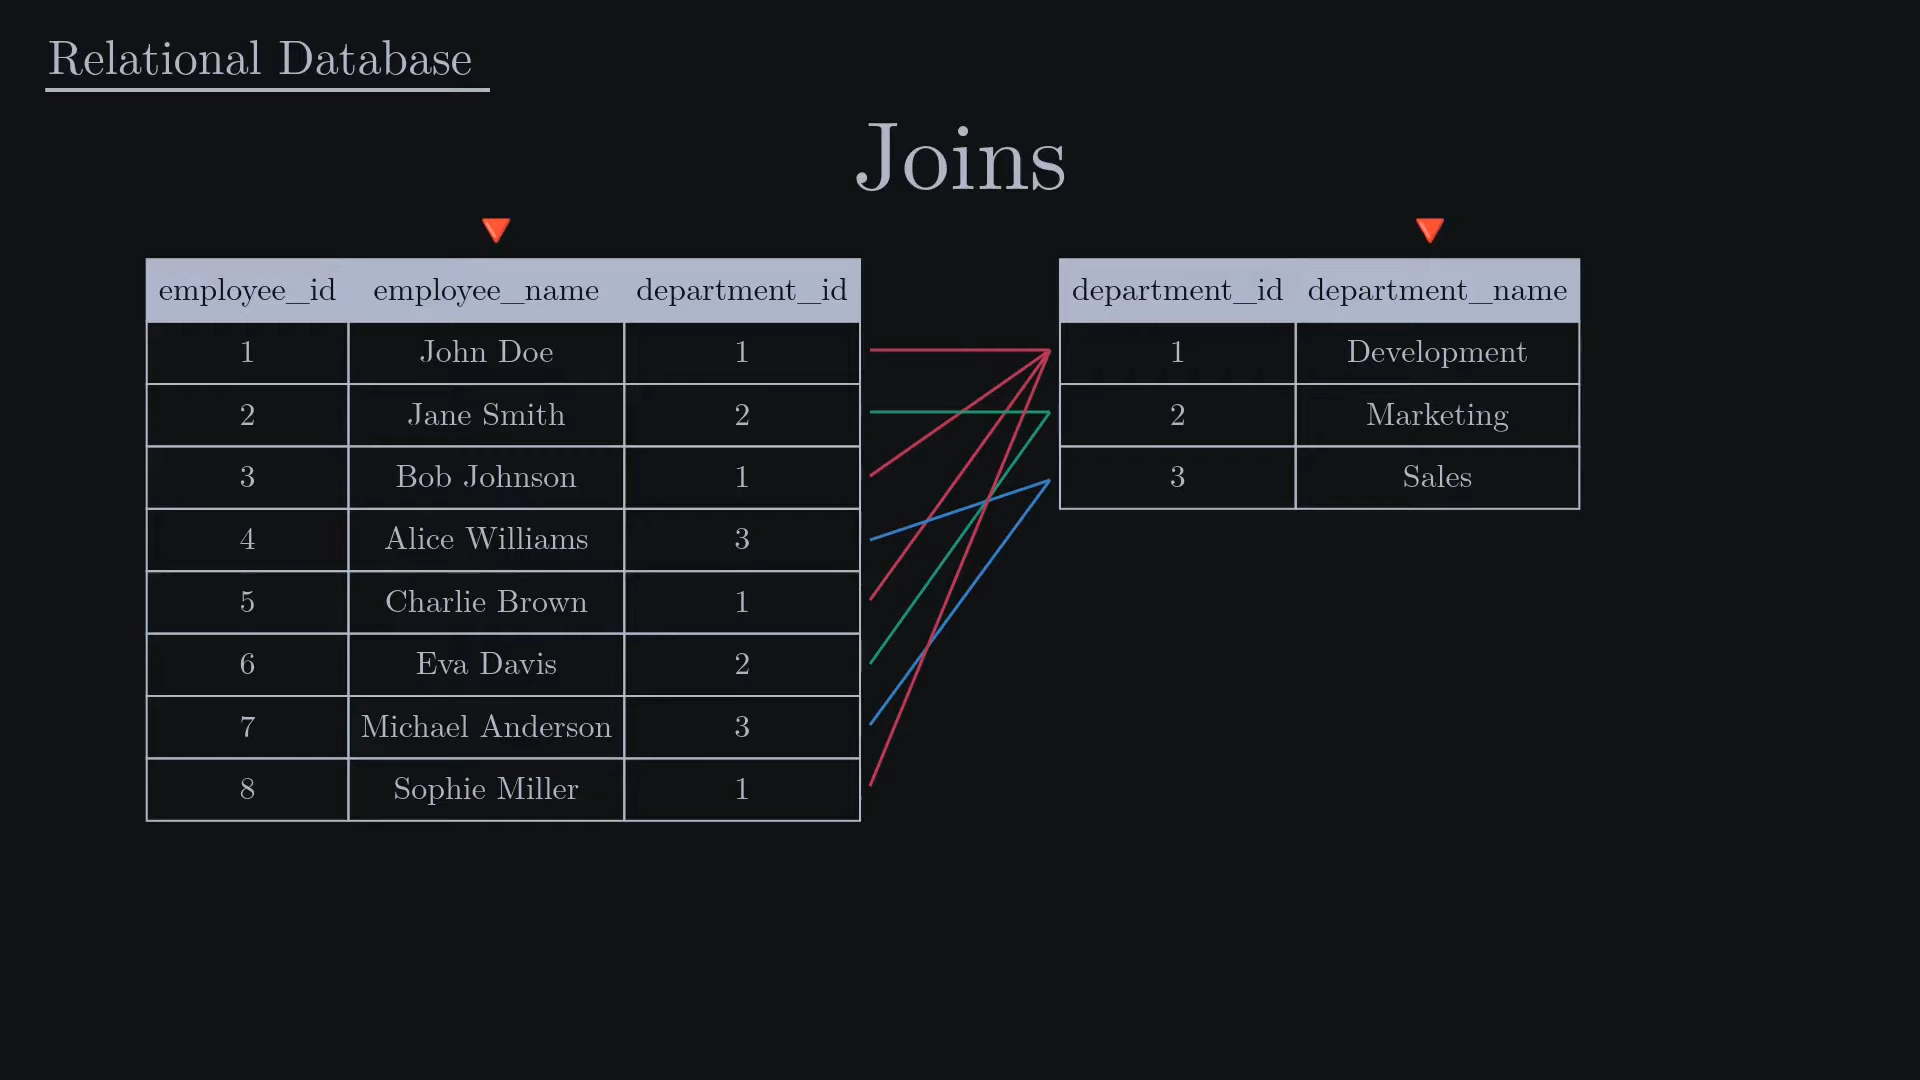 Relational Database
Joins
employee_id employee_name department_id
1 John Doe 1
2 Jane Smith 2
3 Bob Johnson 1
4 Alice Williams 3
5 Charlie Brown 1
6 Eva Davis 2
7 Michael Anderson 3
8 Sophie Miller 1
department_id department_name
1 Development
2 Marketing
3 Sales